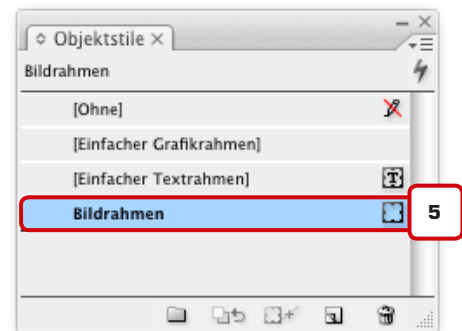 Objektstile
Bildrahmen
[Ohne]
[Einfacher Grafikrahmen]
[Einfacher Textrahmen]
T
Bildrahmen
5